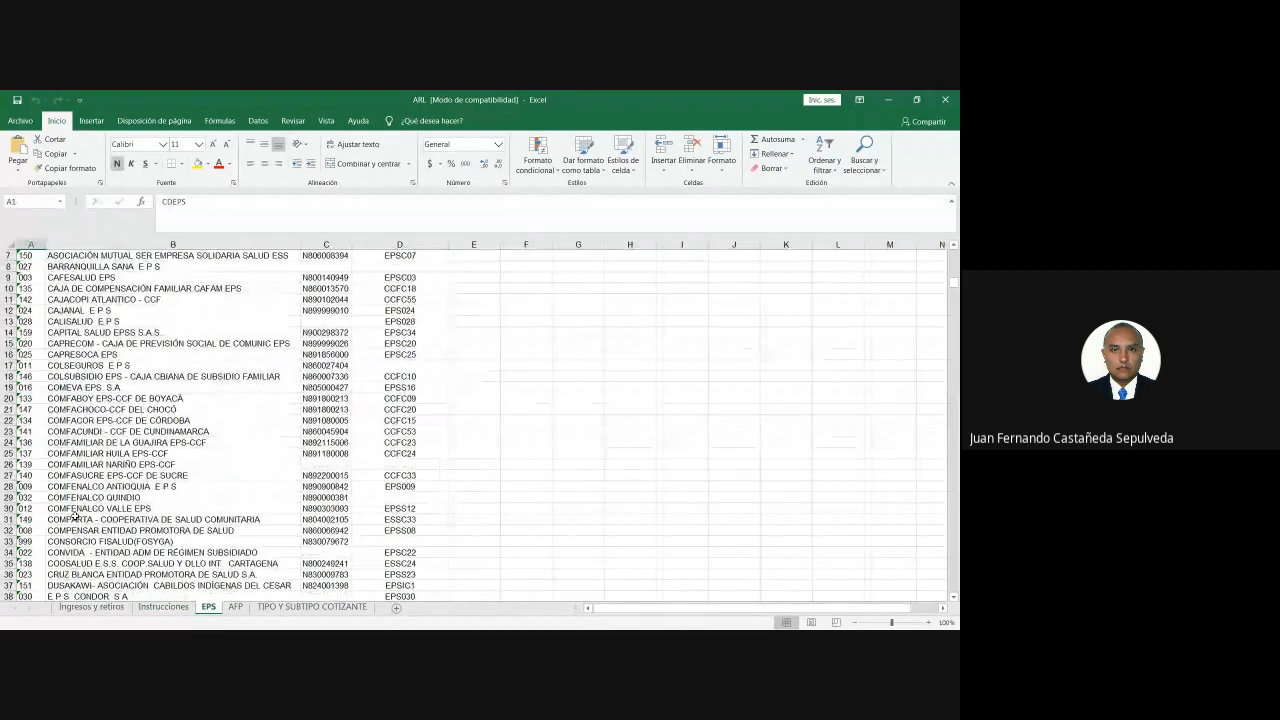 ARL [Modo de compatibilidad] - Excel
Inic. ses.
Archivo Inicio Insertar Disposición de página Fórmulas Datos Revisar Vista Ayuda ¿Qué desea hacer? Compartir
Pegar
Cortar
Copiar
Copiar formato
Calibri 11
N K S
Ajustar texto
Combinar y centrar
General
$ % 000
Formato condicional
Dar formato como tabla
Estilos de celda
Insertar Eliminar Formato
Autosuma
Rellenar
Borrar
Ordenar y filtrar
Buscar y seleccionar
Portapapeles Fuente Alineación Número Estilos Celdas Edición
A1 fx CDEPS
A B C D E F G H I J K L M N
7 150 ASOCIACIÓN MUTUAL SER EMPRESA SOLIDARIA SALUD ESS N806008394 EPSC07
8 027 BARRANQUILLA SANA E P S
9 003 CAFESALUD EPS N800140949 EPSC03
10 135 CAJA DE COMPENSACIÓN FAMILIAR CAFAM EPS N860013570 CCFC18
11 142 CAJACOPI ATLANTICO - CCF N890102044 CCFC55
12 024 CAJANAL E P S N899999010 EPS024
13 028 CALISALUD E P S EPS028
14 159 CAPITAL SALUD EPSS S.A.S. N900298372 EPSC34
15 020 CAPRECOM - CAJA DE PREVISIÓN SOCIAL DE COMUNIC EPS N899999026 EPSC20
16 025 CAPRESOCA EPS N891856000 EPSC25
17 011 COLSEGUROS E P S N860027404
18 146 COLSUBSIDIO EPS - CAJA CBIANA DE SUBSIDIO FAMILIAR N860007336 CCFC10
19 016 COMEVA EPS S.A N805000427 EPSS16
20 133 COMFABOY EPS-CCF DE BOYACÁ N891800213 CCFC09
21 147 COMFACHOCO-CCF DEL CHOCÓ N891800213 CCFC20
22 134 COMFACOR EPS-CCF DE CÓRDOBA N891080005 CCFC15
23 141 COMFACUNDI - CCF DE CUNDINAMARCA N860045904 CCFC53
24 136 COMFAMILIAR DE LA GUAJIRA EPS-CCF N892115006 CCFC23
25 137 COMFAMILIAR HUILA EPS-CCF N891180008 CCFC24
26 139 COMFAMILIAR NARIÑO EPS-CCF
27 140 COMFASUCRE EPS-CCF DE SUCRE N892200015 CCFC33
28 009 COMFENALCO ANTIOQUIA E P S N890900842 EPS009
29 032 COMFENALCO QUINDIO N890000381
30 012 COMFENALCO VALLE EPS N890303093 EPSS12
31 149 COMPARTA - COOPERATIVA DE SALUD COMUNITARIA N804002105 ESSC33
32 008 COMPENSAR ENTIDAD PROMOTORA DE SALUD N860066942 EPSS08
33 999 CONSORCIO FISALUD(FOSYGA) N830079672
34 022 CONVIDA - ENTIDAD ADM DE RÉGIMEN SUBSIDIADO EPSC22
35 138 COOSALUD E.S.S. COOP SALUD Y DLLO INT. CARTAGENA N800249241 ESSC24
36 023 CRUZ BLANCA ENTIDAD PROMOTORA DE SALUD S.A. N830009783 EPSS23
37 151 DUSAKAWI- ASOCIACIÓN CABILDOS INDÍGENAS DEL CESAR N824001398 EPSIC1
38 030 E P S CONDOR S A EPS030
Ingresos y retiros Instrucciones EPS AFP TIPO Y SUBTIPO COTIZANTE
100%
Juan Fernando Castañeda Sepulveda